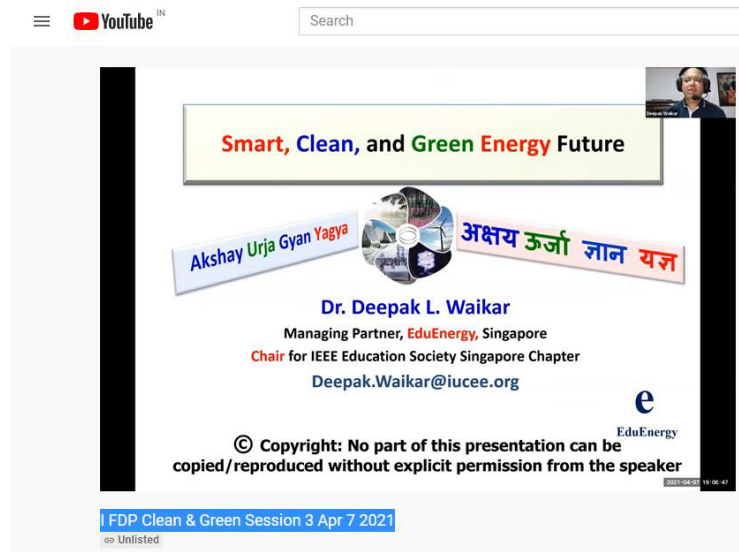 YouTube IN
Search
Deepak Waikar
Smart, Clean, and Green Energy Future
Akshay Urja Gyan Yagya
अक्षय ऊर्जा ज्ञान यज्ञ
Dr. Deepak L. Waikar
Managing Partner, EduEnergy, Singapore
Chair for IEEE Education Society Singapore Chapter
Deepak.Waikar@iucee.org
e
EduEnergy
© Copyright: No part of this presentation can be
copied/reproduced without explicit permission from the speaker
2021-04-07 19:06:47
I FDP Clean & Green Session 3 Apr 7 2021
Unlisted